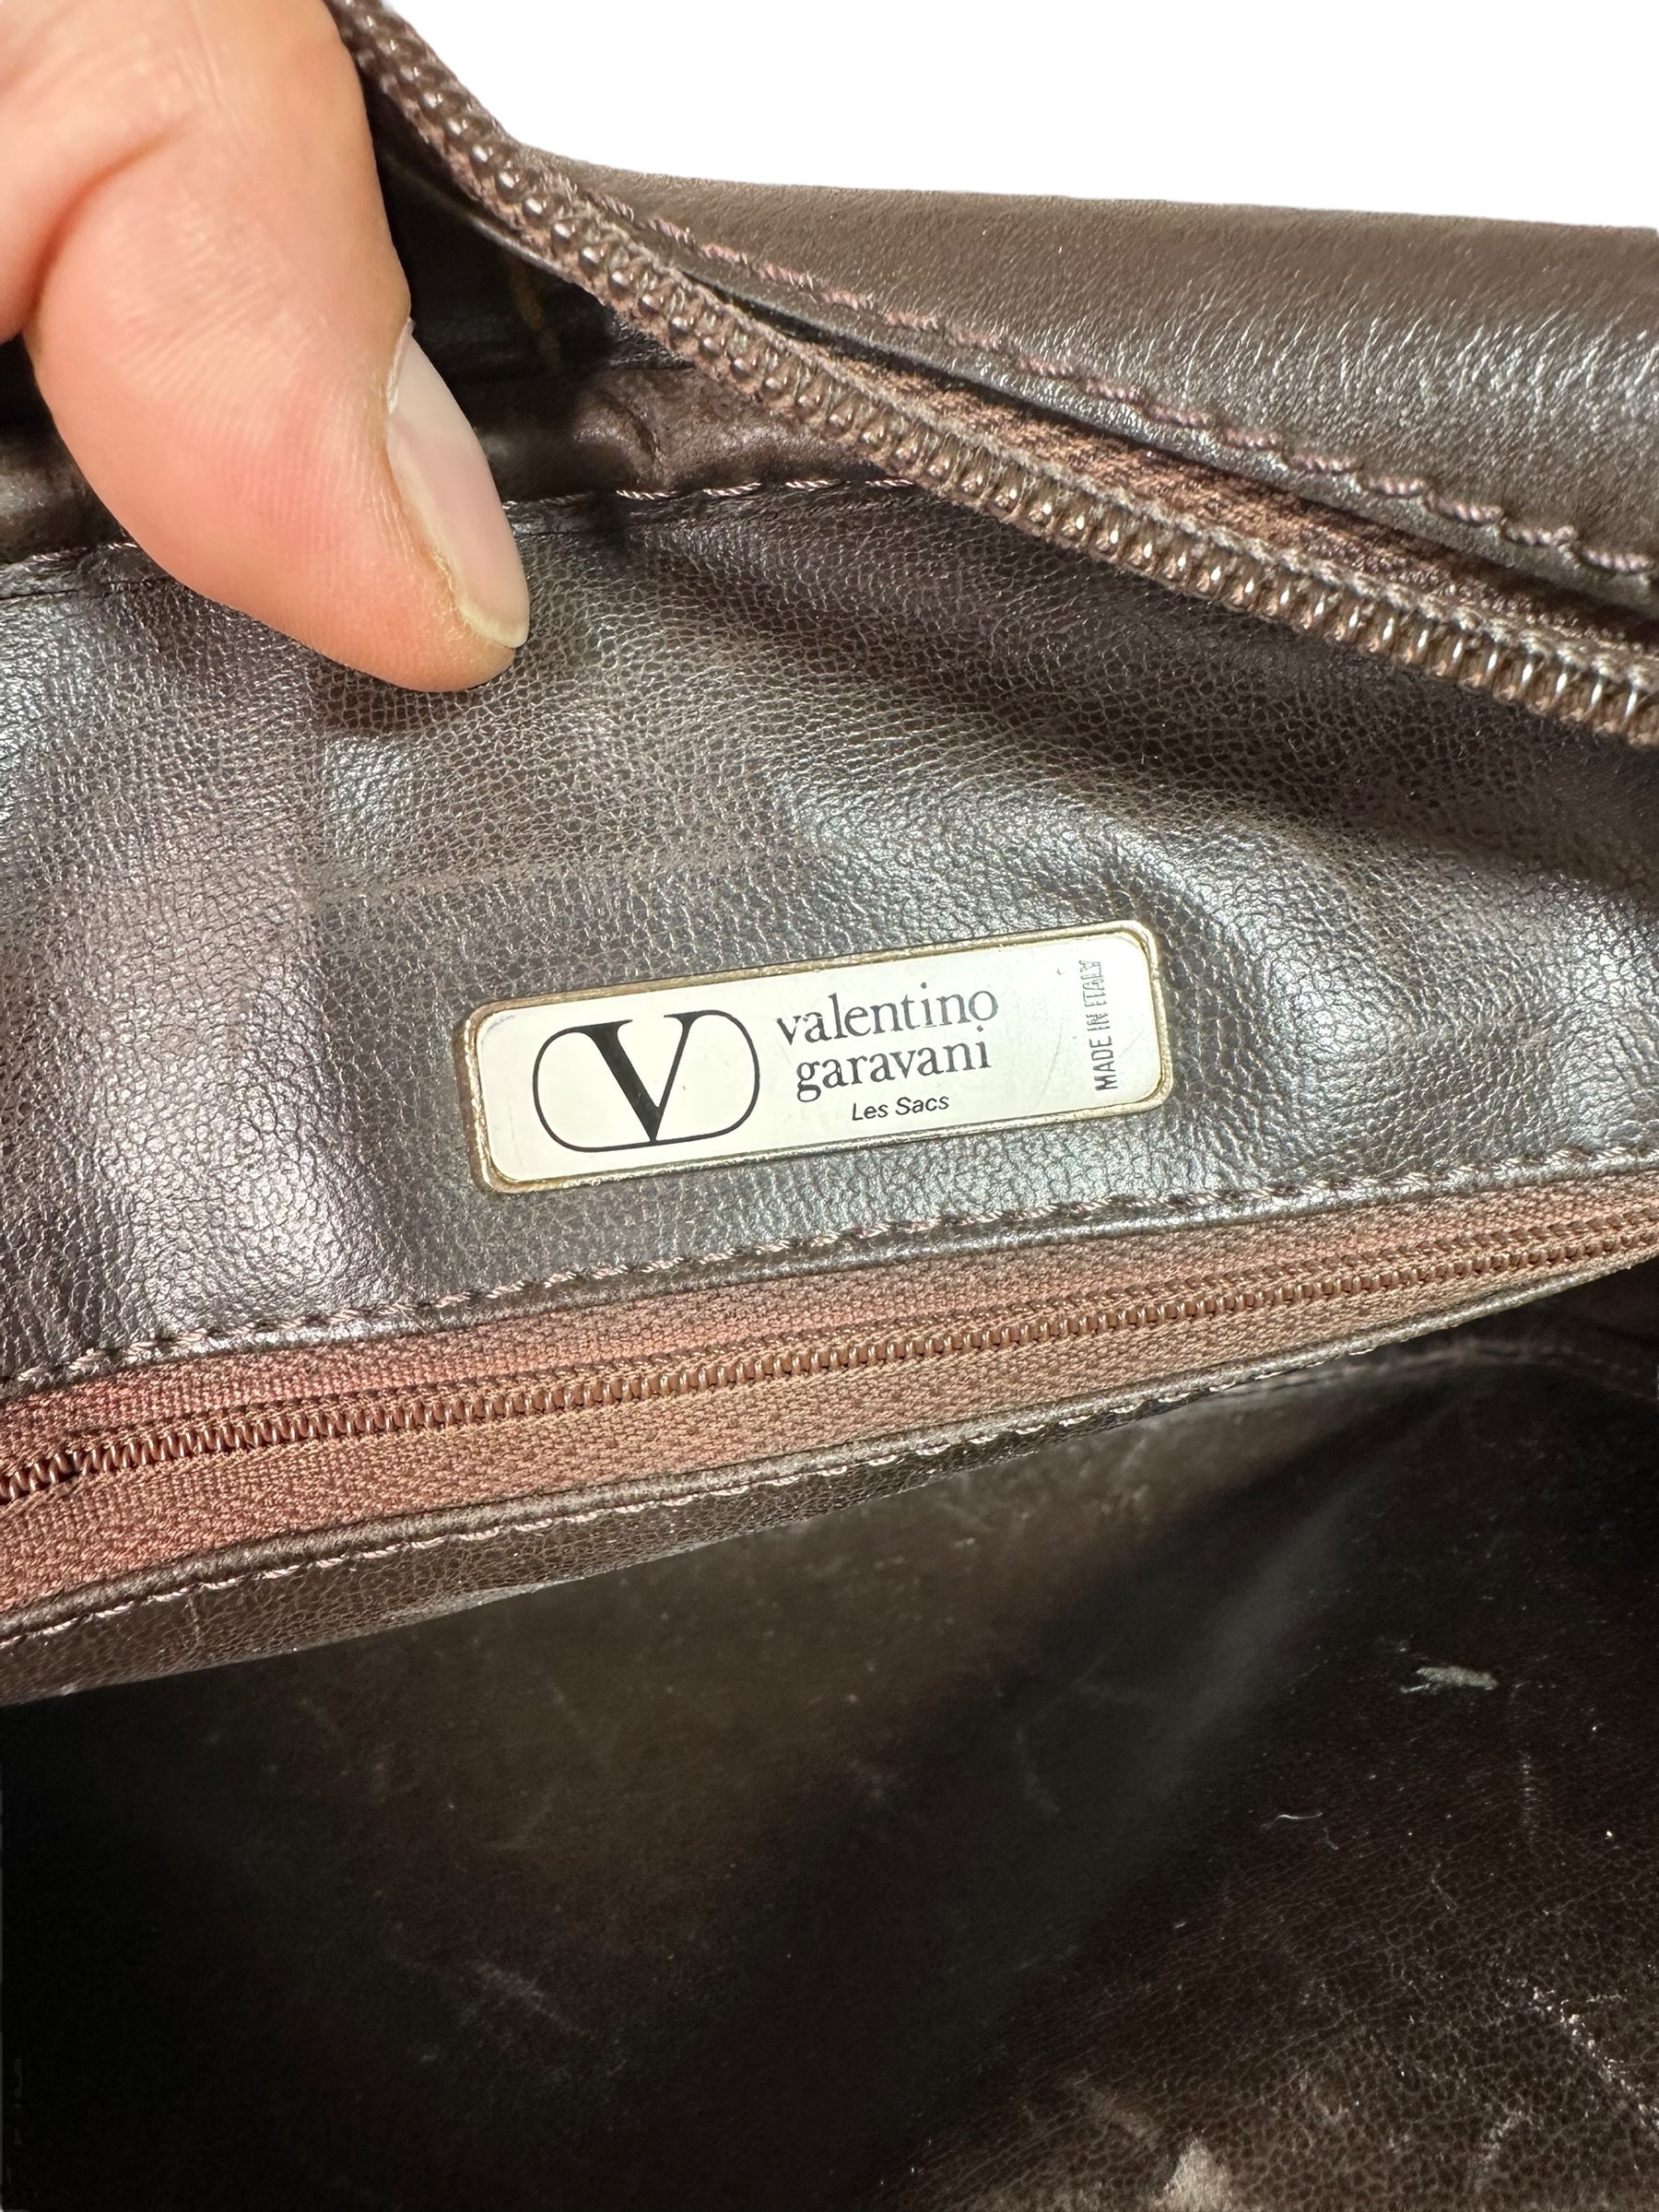 V
valentino
garavani
Les Sacs
MADE IN ITALY